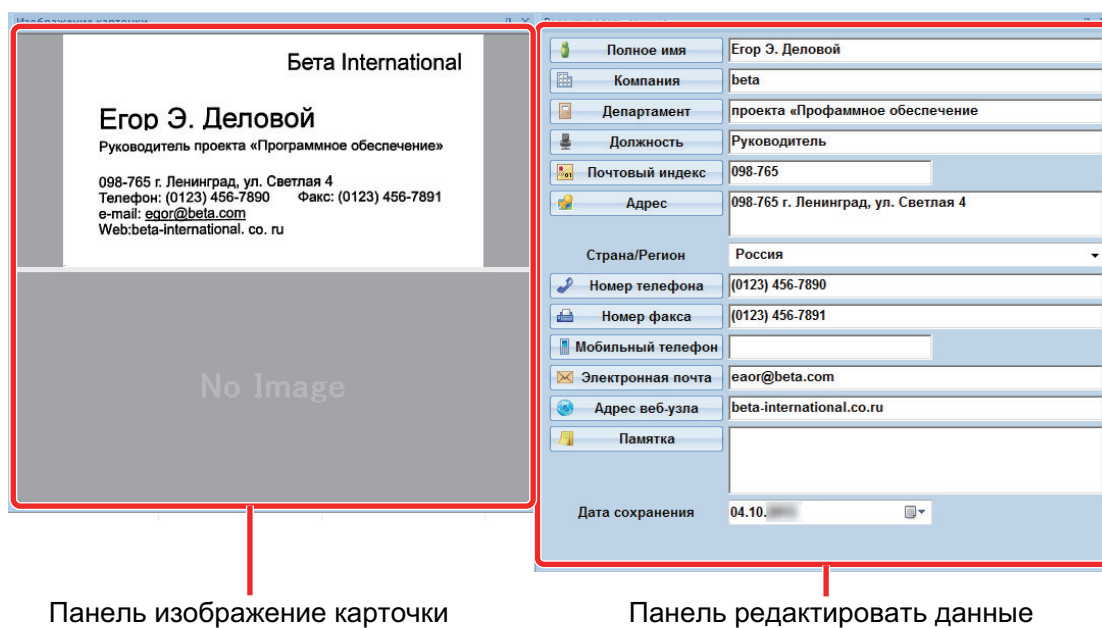 Изображение карточки
Бета International
Егор Э. Деловой
Руководитель проекта «Программное обеспечение»
098-765 г. Ленинград, ул. Светлая 4
Телефон: (0123) 456-7890 Факс: (0123) 456-7891
e-mail: egor@beta.com
Web:beta-international. co. ru
No Image
Редактировать данные
Полное имя Егор Э. Деловой
Компания beta
Департамент проекта «Профаммное обеспечение
Должность Руководитель
Почтовый индекс 098-765
Адрес 098-765 г. Ленинград, ул. Светлая 4
Страна/Регион Россия
Номер телефона (0123) 456-7890
Номер факса (0123) 456-7891
Мобильный телефон
Электронная почта eaor@beta.com
Адрес веб-узла beta-international.co.ru
Памятка
Дата сохранения 04.10.
Панель изображение карточки
Панель редактировать данные